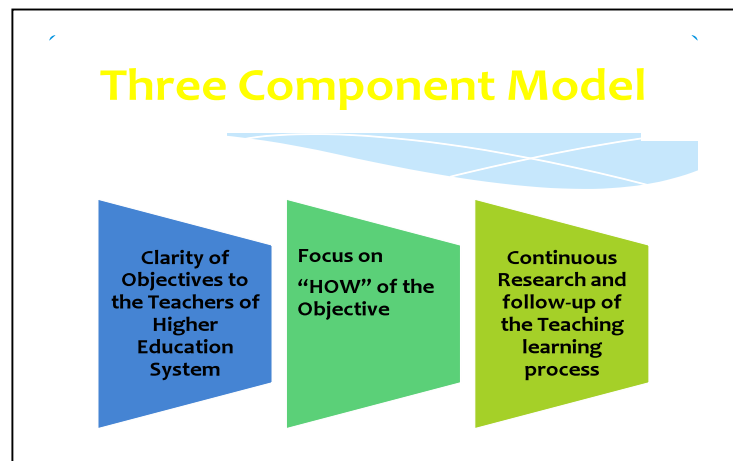 Three Component Model
Clarity of
Objectives to
the Teachers of
Higher
Education
System
Focus on
“HOW” of the
Objective
Continuous
Research and
follow-up of
the Teaching
learning
process